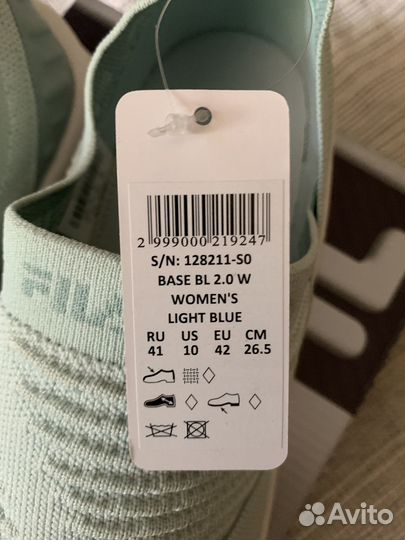 FILA
2 999000 219247
S/N: 128211-S0
BASE BL 2.0 W
WOMEN'S
LIGHT BLUE
RU US EU CM
41 10 42 26.5
Avito